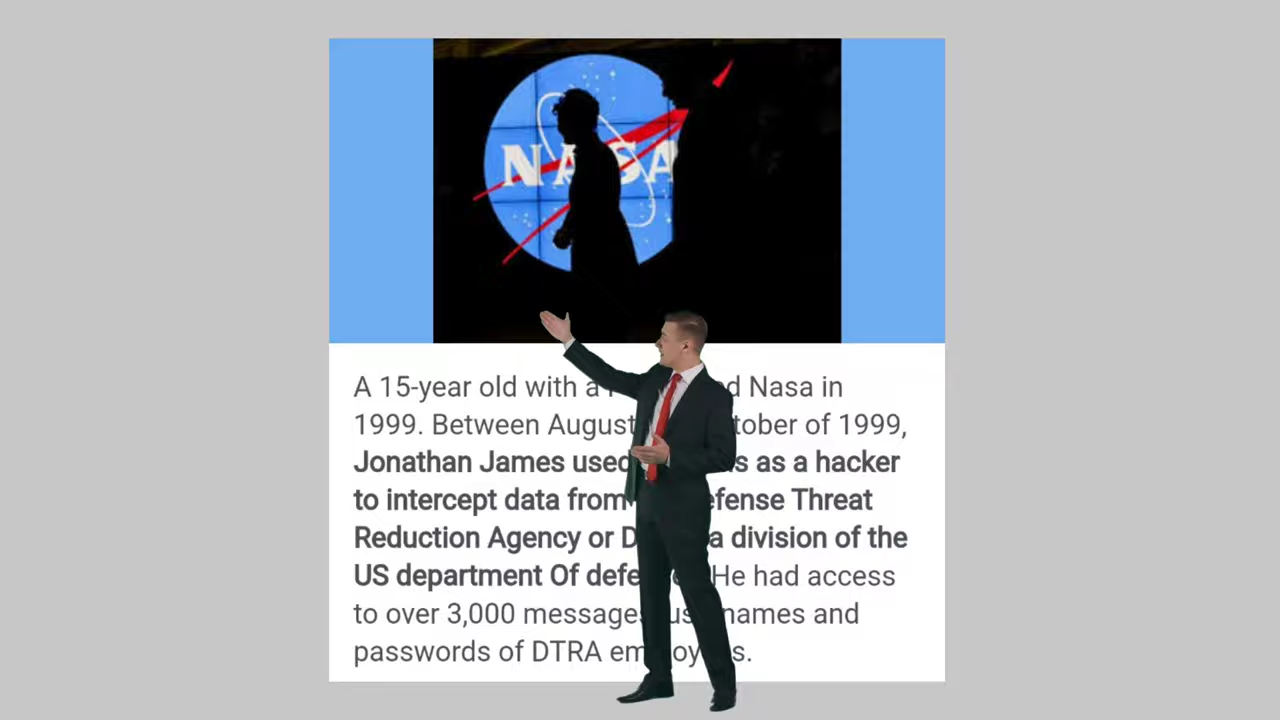 NASA
A 15-year old with a d Nasa in
1999. Between August tober of 1999,
Jonathan James used s as a hacker
to intercept data from efense Threat
Reduction Agency or D a division of the
US department Of defe He had access
to over 3,000 message us names and
passwords of DTRA em oy s.